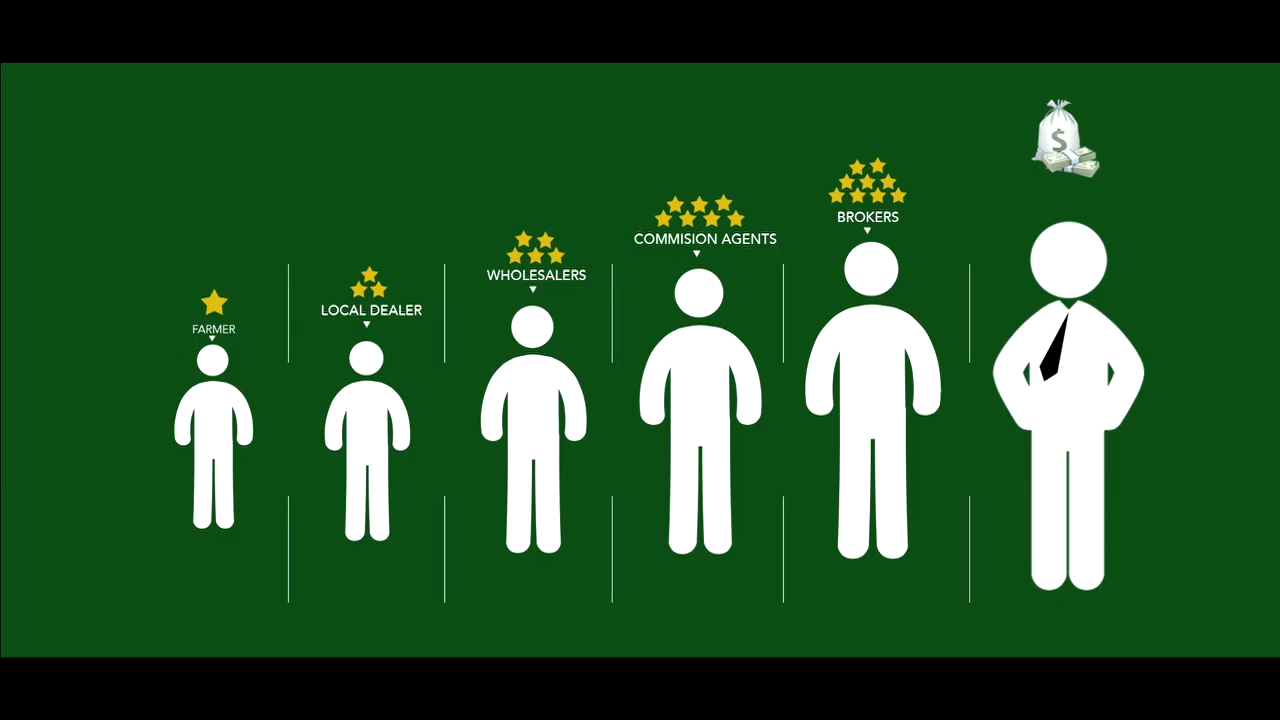 FARMER
LOCAL DEALER
WHOLESALERS
COMMISION AGENTS
BROKERS
$